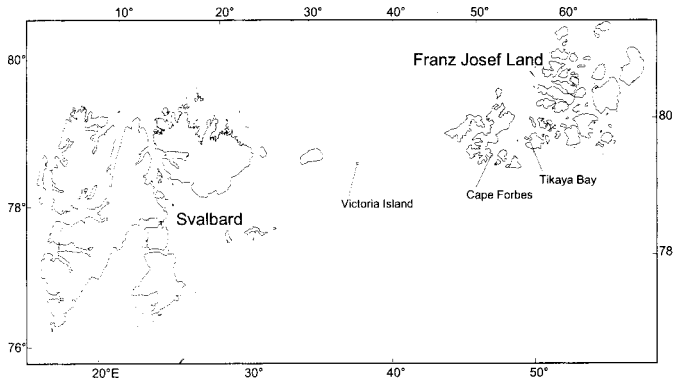 10° 20° 30° 35° 40° 50° 60°
80°
Franz Josef Land
80
Tikaya Bay
Cape Forbes
Victoria Island
78°
Svalbard
78
76°
20°E 30° 40° 50°